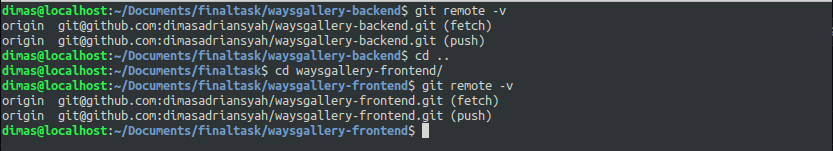 dimas@localhost:~/Documents/finaltask/waysgallery-backend$ git remote -v
origin  git@github.com:dimasadriansyah/waysgallery-backend.git (fetch)
origin  git@github.com:dimasadriansyah/waysgallery-backend.git (push)
dimas@localhost:~/Documents/finaltask/waysgallery-backend$ cd ..
dimas@localhost:~/Documents/finaltask$ cd waysgallery-frontend/
dimas@localhost:~/Documents/finaltask/waysgallery-frontend$ git remote -v
origin  git@github.com:dimasadriansyah/waysgallery-frontend.git (fetch)
origin  git@github.com:dimasadriansyah/waysgallery-frontend.git (push)
dimas@localhost:~/Documents/finaltask/waysgallery-frontend$